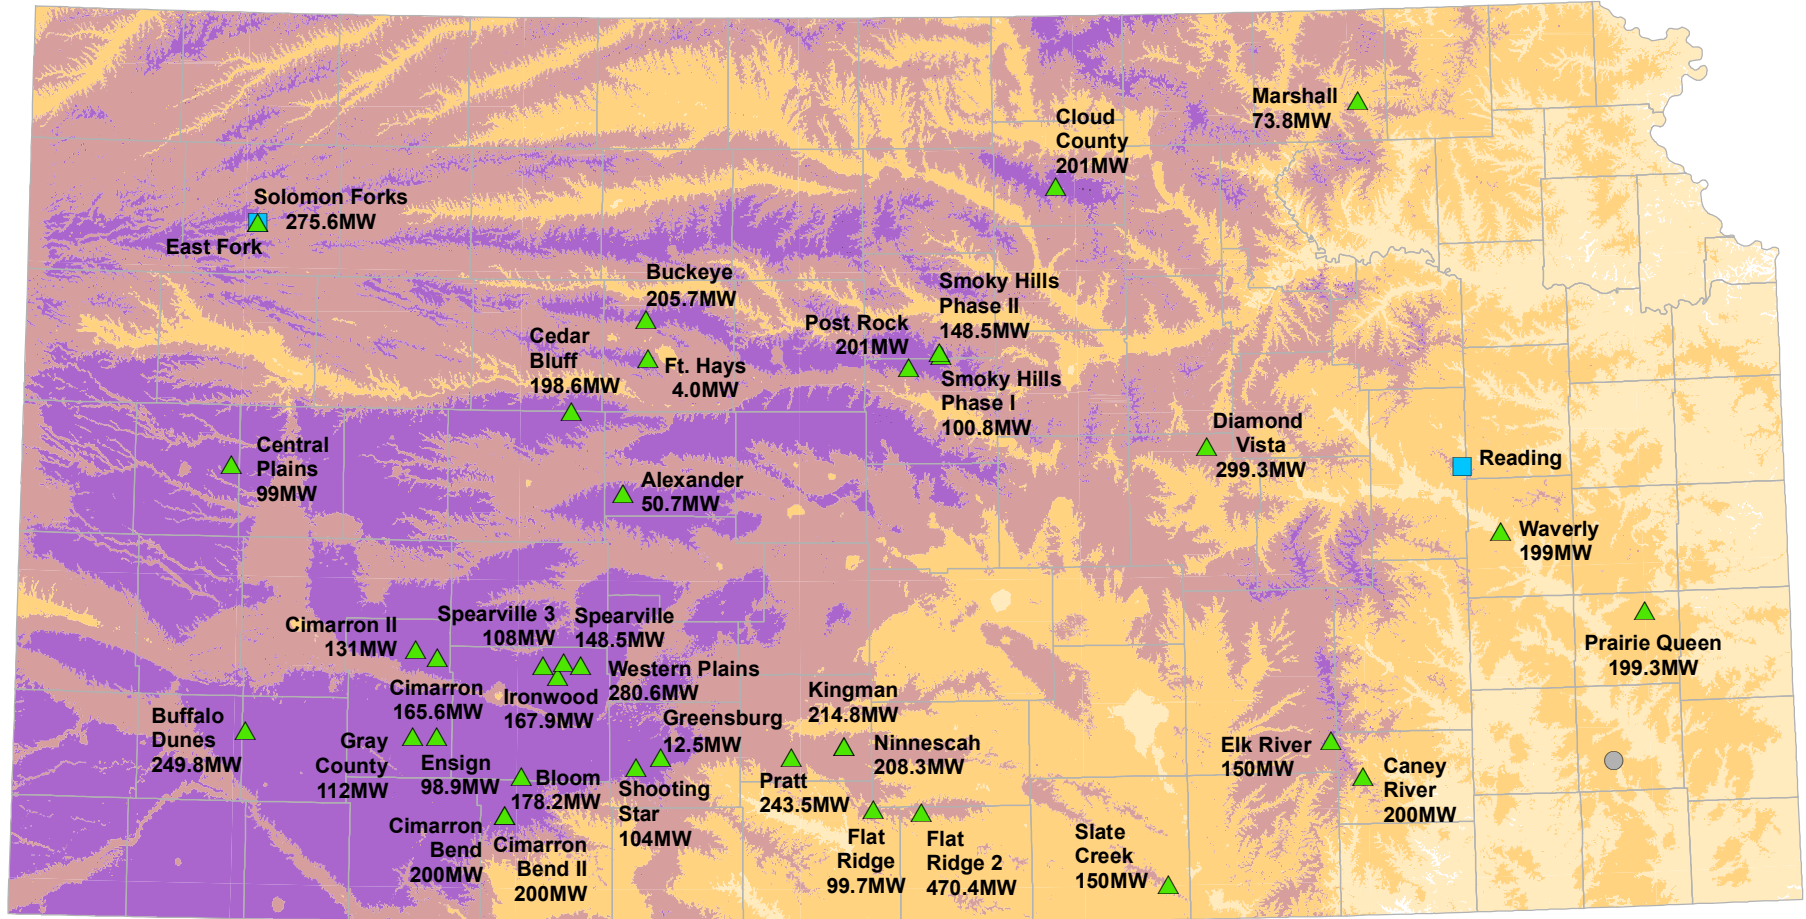 Marshall
73.8MW
Cloud
County
201MW
Solomon Forks
275.6MW
East Fork
Buckeye
205.7MW
Smoky Hills
Phase II
148.5MW
Post Rock
201MW
Cedar
Bluff
198.6MW
Ft. Hays
4.0MW
Smoky Hills
Phase I
100.8MW
Diamond
Vista
299.3MW
Central
Plains
99MW
Reading
Alexander
50.7MW
Waverly
199MW
Spearville 3
108MW
Spearville
148.5MW
Cimarron II
131MW
Prairie Queen
199.3MW
Western Plains
280.6MW
Cimarron
165.6MW
Ironwood
167.9MW
Kingman
214.8MW
Buffalo
Dunes
249.8MW
Greensburg
12.5MW
Gray
County
112MW
Ensign
98.9MW
Ninnescah
208.3MW
Elk River
150MW
Bloom
178.2MW
Pratt
243.5MW
Caney
River
200MW
Shooting
Star
104MW
Cimarron
Bend
200MW
Cimarron
Bend II
200MW
Flat
Ridge
99.7MW
Flat
Ridge 2
470.4MW
Slate
Creek
150MW